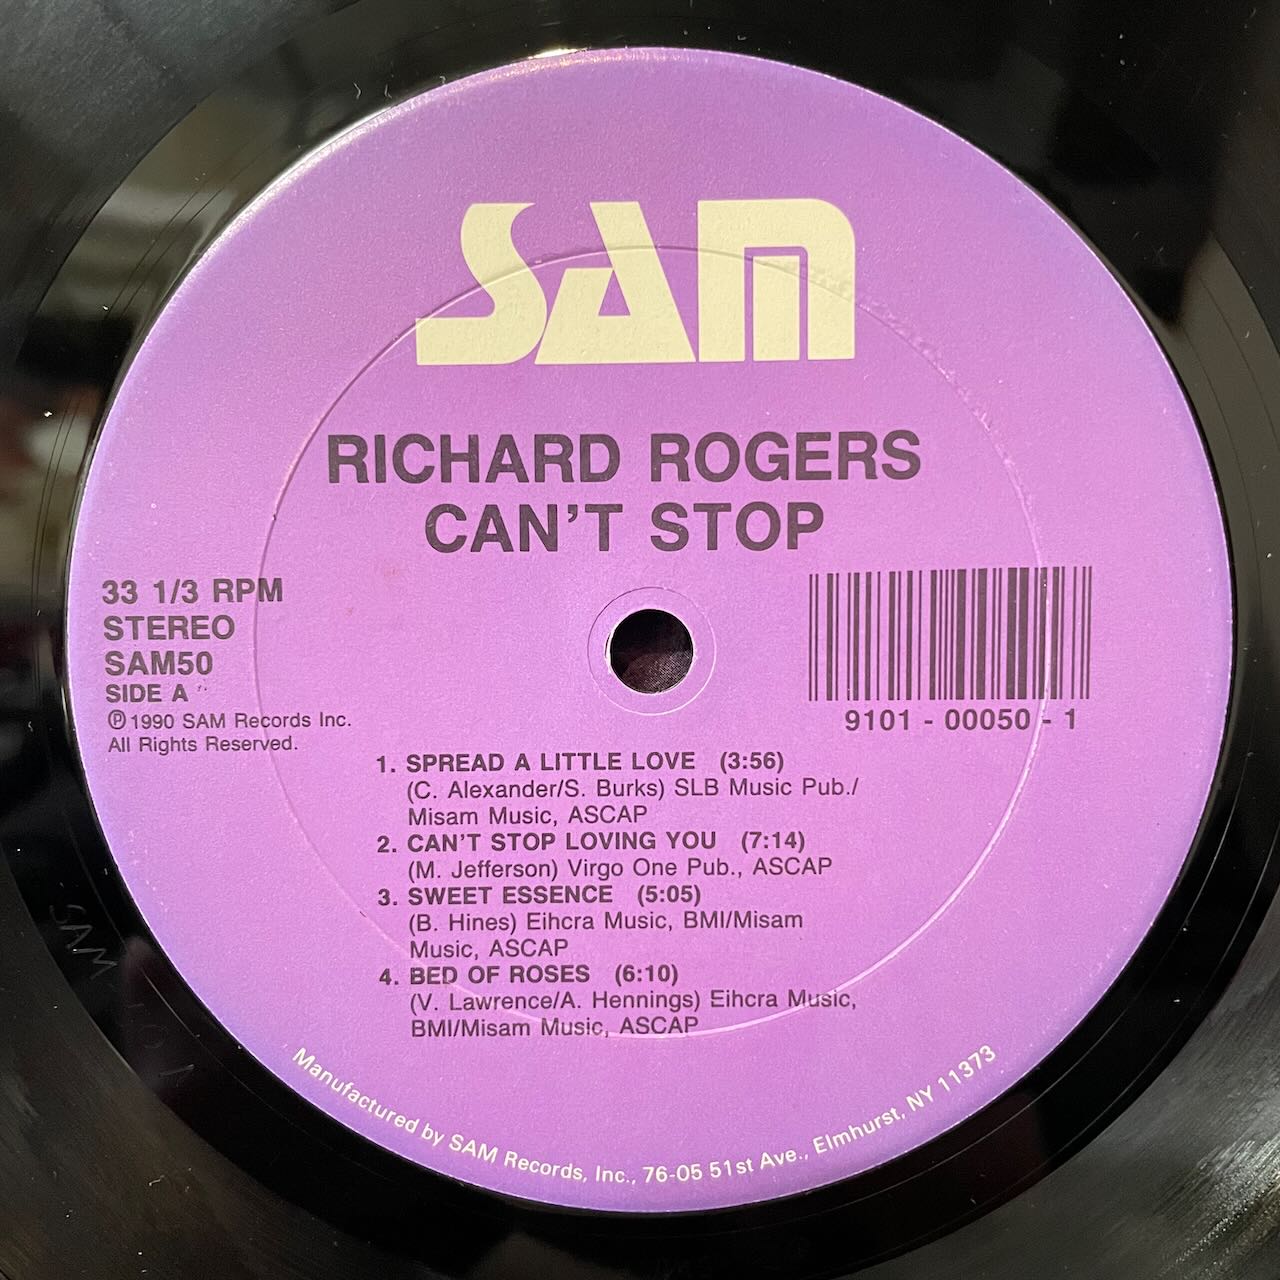 SAM
RICHARD ROGERS
CAN'T STOP
33 1/3 RPM
STEREO
SAM50
SIDE A
℗ 1990 SAM Records Inc.
All Rights Reserved.
9101 - 00050 - 1
1. SPREAD A LITTLE LOVE (3:56)
(C. Alexander/S. Burks) SLB Music Pub./
Misam Music, ASCAP
2. CAN'T STOP LOVING YOU (7:14)
(M. Jefferson) Virgo One Pub., ASCAP
3. SWEET ESSENCE (5:05)
(B. Hines) Eihcra Music, BMI/Misam
Music, ASCAP
4. BED OF ROSES (6:10)
(V. Lawrence/A. Hennings) Eihcra Music,
BMI/Misam Music, ASCAP
Manufactured by SAM Records, Inc., 76-05 51st Ave., Elmhurst, NY 11373
SAM